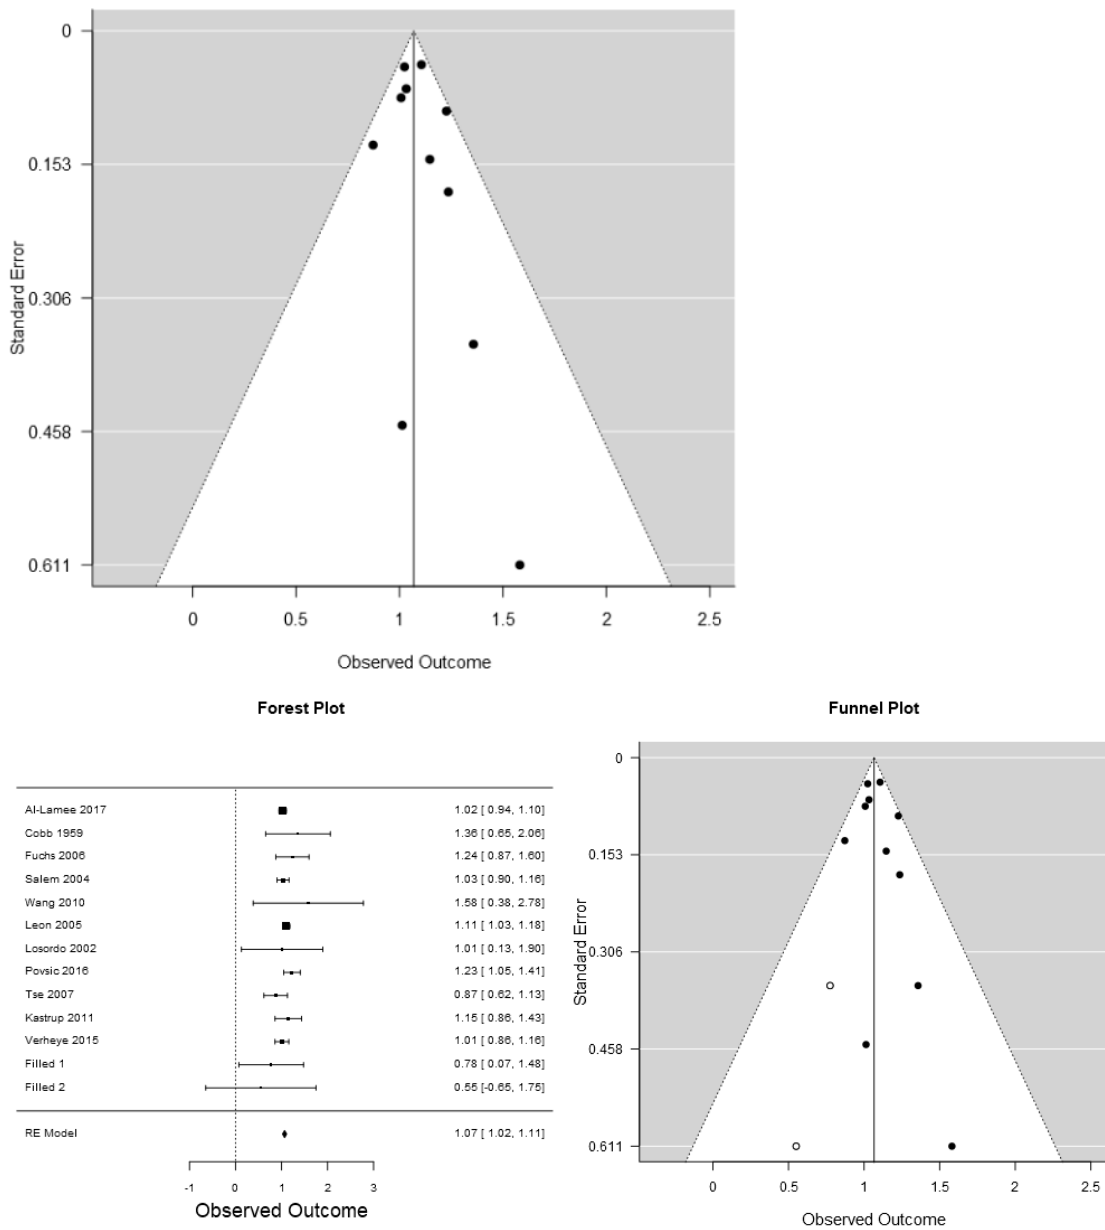 0
0.153
0.306
0.458
0.611
Standard Error
0 0.5 1 1.5 2 2.5
Observed Outcome
Forest Plot
Al-Lamee 2017 1.02 [ 0.94, 1.10]
Cobb 1959 1.36 [ 0.65, 2.06]
Fuchs 2006 1.24 [ 0.87, 1.60]
Salem 2004 1.03 [ 0.90, 1.16]
Wang 2010 1.58 [ 0.38, 2.78]
Leon 2005 1.11 [ 1.03, 1.18]
Losordo 2002 1.01 [ 0.13, 1.90]
Povsic 2016 1.23 [ 1.05, 1.41]
Tse 2007 0.87 [ 0.62, 1.13]
Kastrup 2011 1.15 [ 0.86, 1.43]
Verheye 2015 1.01 [ 0.86, 1.16]
Filled 1 0.78 [ 0.07, 1.48]
Filled 2 0.55 [-0.65, 1.75]
RE Model 1.07 [ 1.02, 1.11]
-1 0 1 2 3
Observed Outcome
Funnel Plot
0
0.153
0.306
0.458
0.611
Standard Error
0 0.5 1 1.5 2 2.5
Observed Outcome